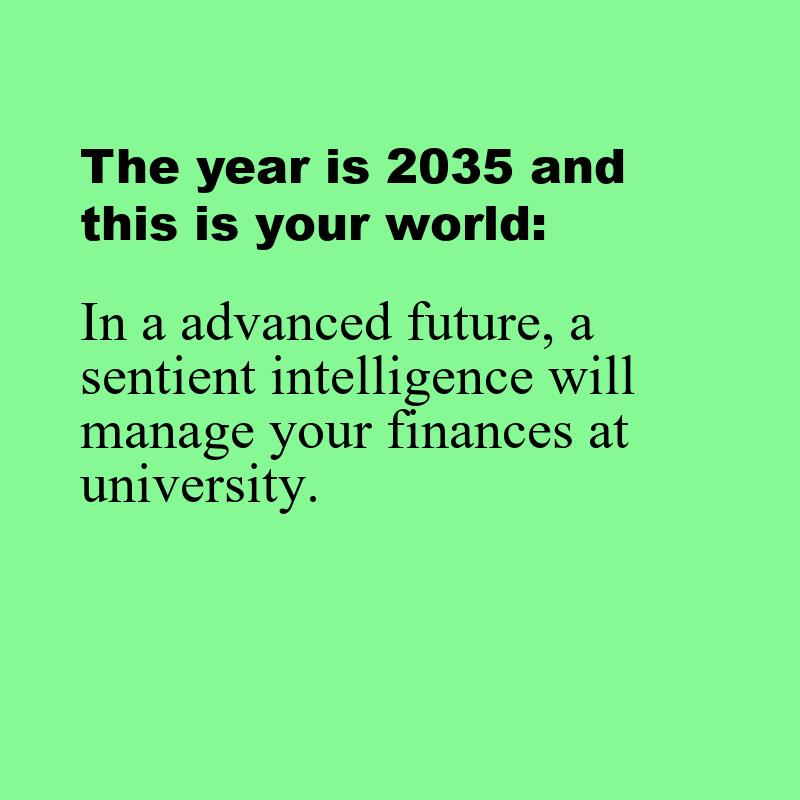 The year is 2035 and
this is your world:
In a advanced future, a
sentient intelligence will
manage your finances at
university.